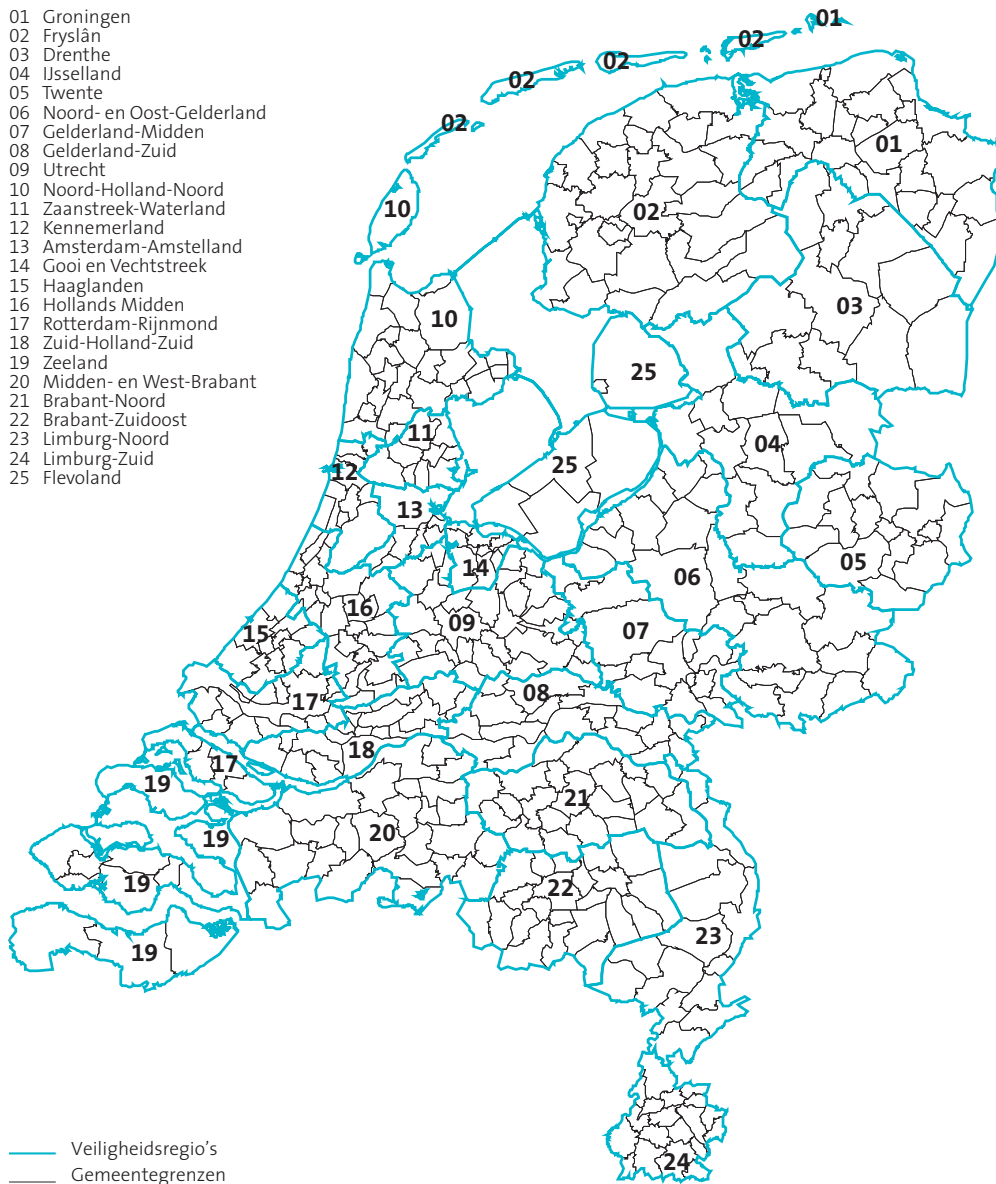 01 Groningen
02 Fryslân
03 Drenthe
04 IJsselland
05 Twente
06 Noord- en Oost-Gelderland
07 Gelderland-Midden
08 Gelderland-Zuid
09 Utrecht
10 Noord-Holland-Noord
11 Zaanstreek-Waterland
12 Kennemerland
13 Amsterdam-Amstelland
14 Gooi en Vechtstreek
15 Haaglanden
16 Hollands Midden
17 Rotterdam-Rijnmond
18 Zuid-Holland-Zuid
19 Zeeland
20 Midden- en West-Brabant
21 Brabant-Noord
22 Brabant-Zuidoost
23 Limburg-Noord
24 Limburg-Zuid
25 Flevoland
01
02
02
02
02
01
10
02
03
10
25
11
04
25
12
13
05
14
06
16
09
15
07
08
17
18
17
19
21
20
19
22
19
23
19
24
Veiligheidsregio's
Gemeentegrenzen